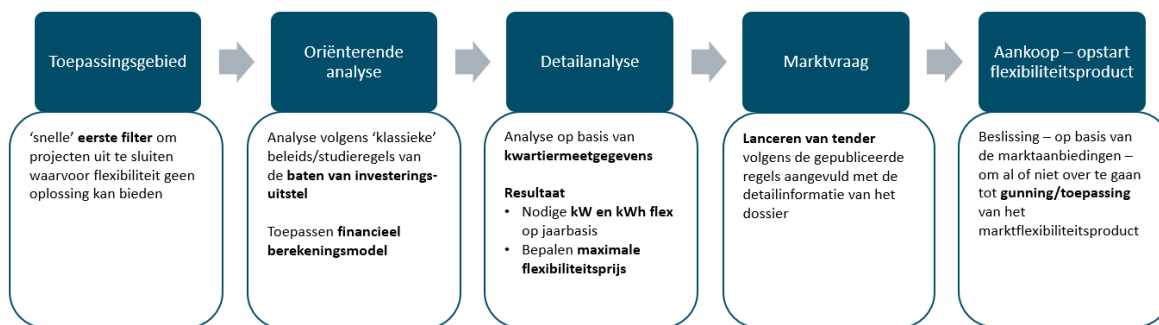 Toepassingsgebied
‘snelle’ eerste filter om
projecten uit te sluiten
waarvoor flexibiliteit geen
oplossing kan bieden
Oriënterende
analyse
Analyse volgens ‘klassieke’
beleids/studieregels van
de baten van investerings-
uitstel
Toepassen financieel
berekeningsmodel
Detailanalyse
Analyse op basis van
kwartiermeetgegevens
Resultaat
• Nodige kW en kWh flex
op jaarbasis
• Bepalen maximale
flexibiliteitsprijs
Marktvraag
Lanceren van tender
volgens de gepubliceerde
regels aangevuld met de
detailinformatie van het
dossier
Aankoop – opstart
flexibiliteitsproduct
Beslissing – op basis van
de marktaanbiedingen –
om al of niet over te gaan
tot gunning/toepassing
van het
marktflexibiliteitsproduct